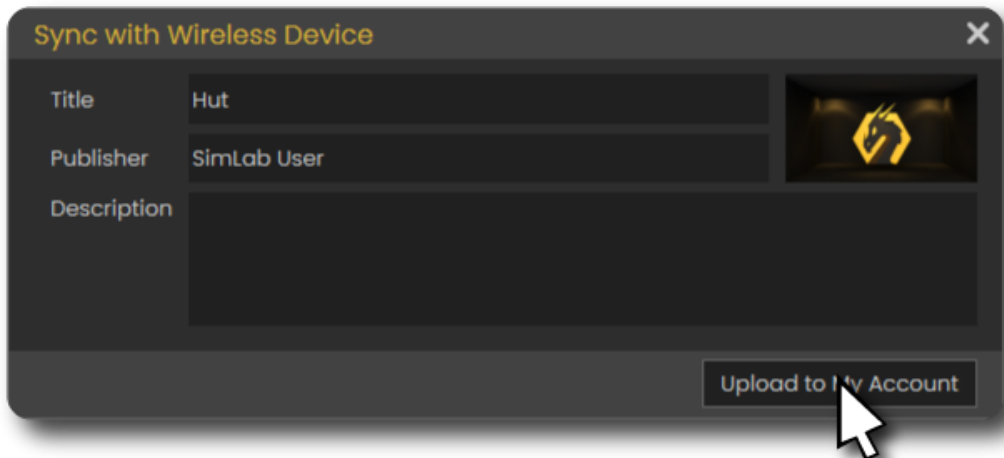 Sync with Wireless Device
Title Hut
Publisher SimLab User
Description
Upload to My Account